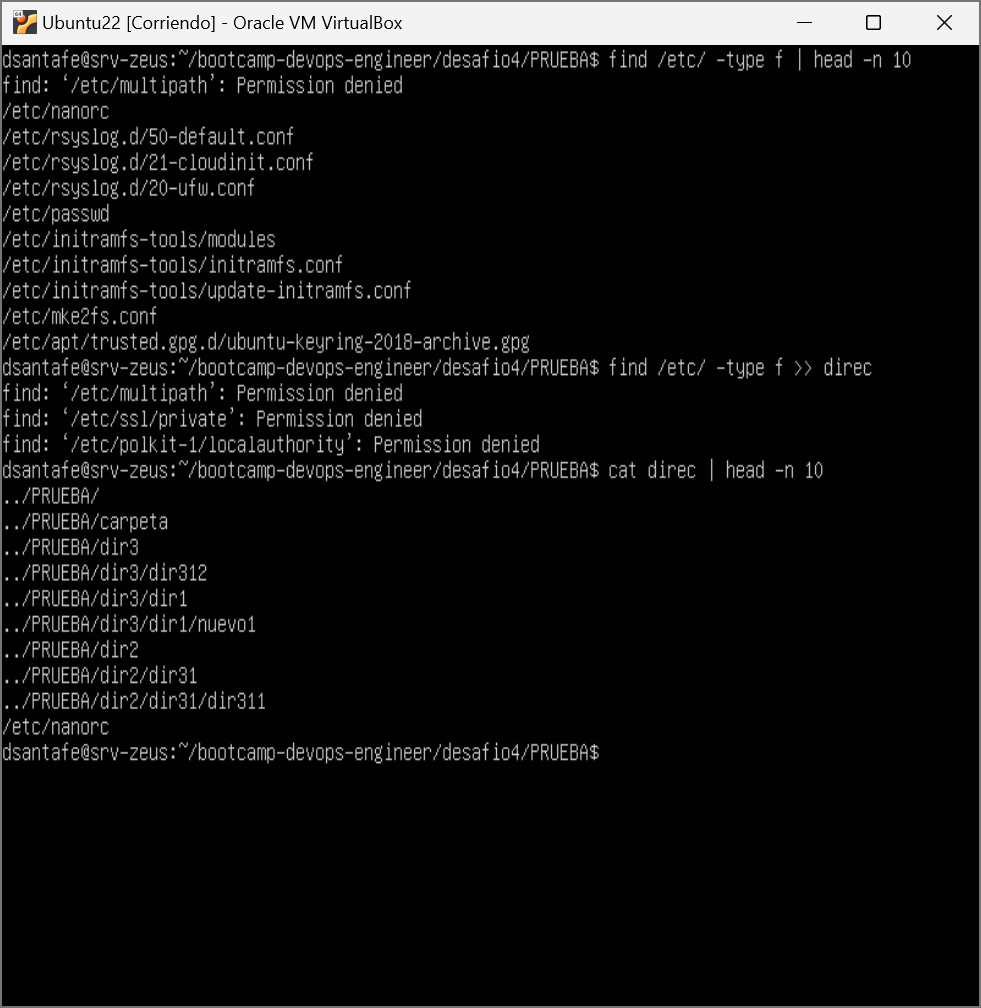 Ubuntu22 [Corriendo] - Oracle VM VirtualBox
dsantafe@srv-zeus:~/bootcamp-devops-engineer/desafio4/PRUEBA$ find /etc/ -type f | head -n 10
find: ‘/etc/multipath’: Permission denied
/etc/nanorc
/etc/rsyslog.d/50-default.conf
/etc/rsyslog.d/21-cloudinit.conf
/etc/rsyslog.d/20-ufw.conf
/etc/passwd
/etc/initramfs-tools/modules
/etc/initramfs-tools/initramfs.conf
/etc/initramfs-tools/update-initramfs.conf
/etc/mke2fs.conf
/etc/apt/trusted.gpg.d/ubuntu-keyring-2018-archive.gpg
dsantafe@srv-zeus:~/bootcamp-devops-engineer/desafio4/PRUEBA$ find /etc/ -type f >> direc
find: ‘/etc/multipath’: Permission denied
find: ‘/etc/ssl/private’: Permission denied
find: ‘/etc/polkit-1/localauthority’: Permission denied
dsantafe@srv-zeus:~/bootcamp-devops-engineer/desafio4/PRUEBA$ cat direc | head -n 10
../PRUEBA/
../PRUEBA/carpeta
../PRUEBA/dir3
../PRUEBA/dir3/dir312
../PRUEBA/dir3/dir1
../PRUEBA/dir3/dir1/nuevo1
../PRUEBA/dir2
../PRUEBA/dir2/dir31
../PRUEBA/dir2/dir31/dir311
/etc/nanorc
dsantafe@srv-zeus:~/bootcamp-devops-engineer/desafio4/PRUEBA$